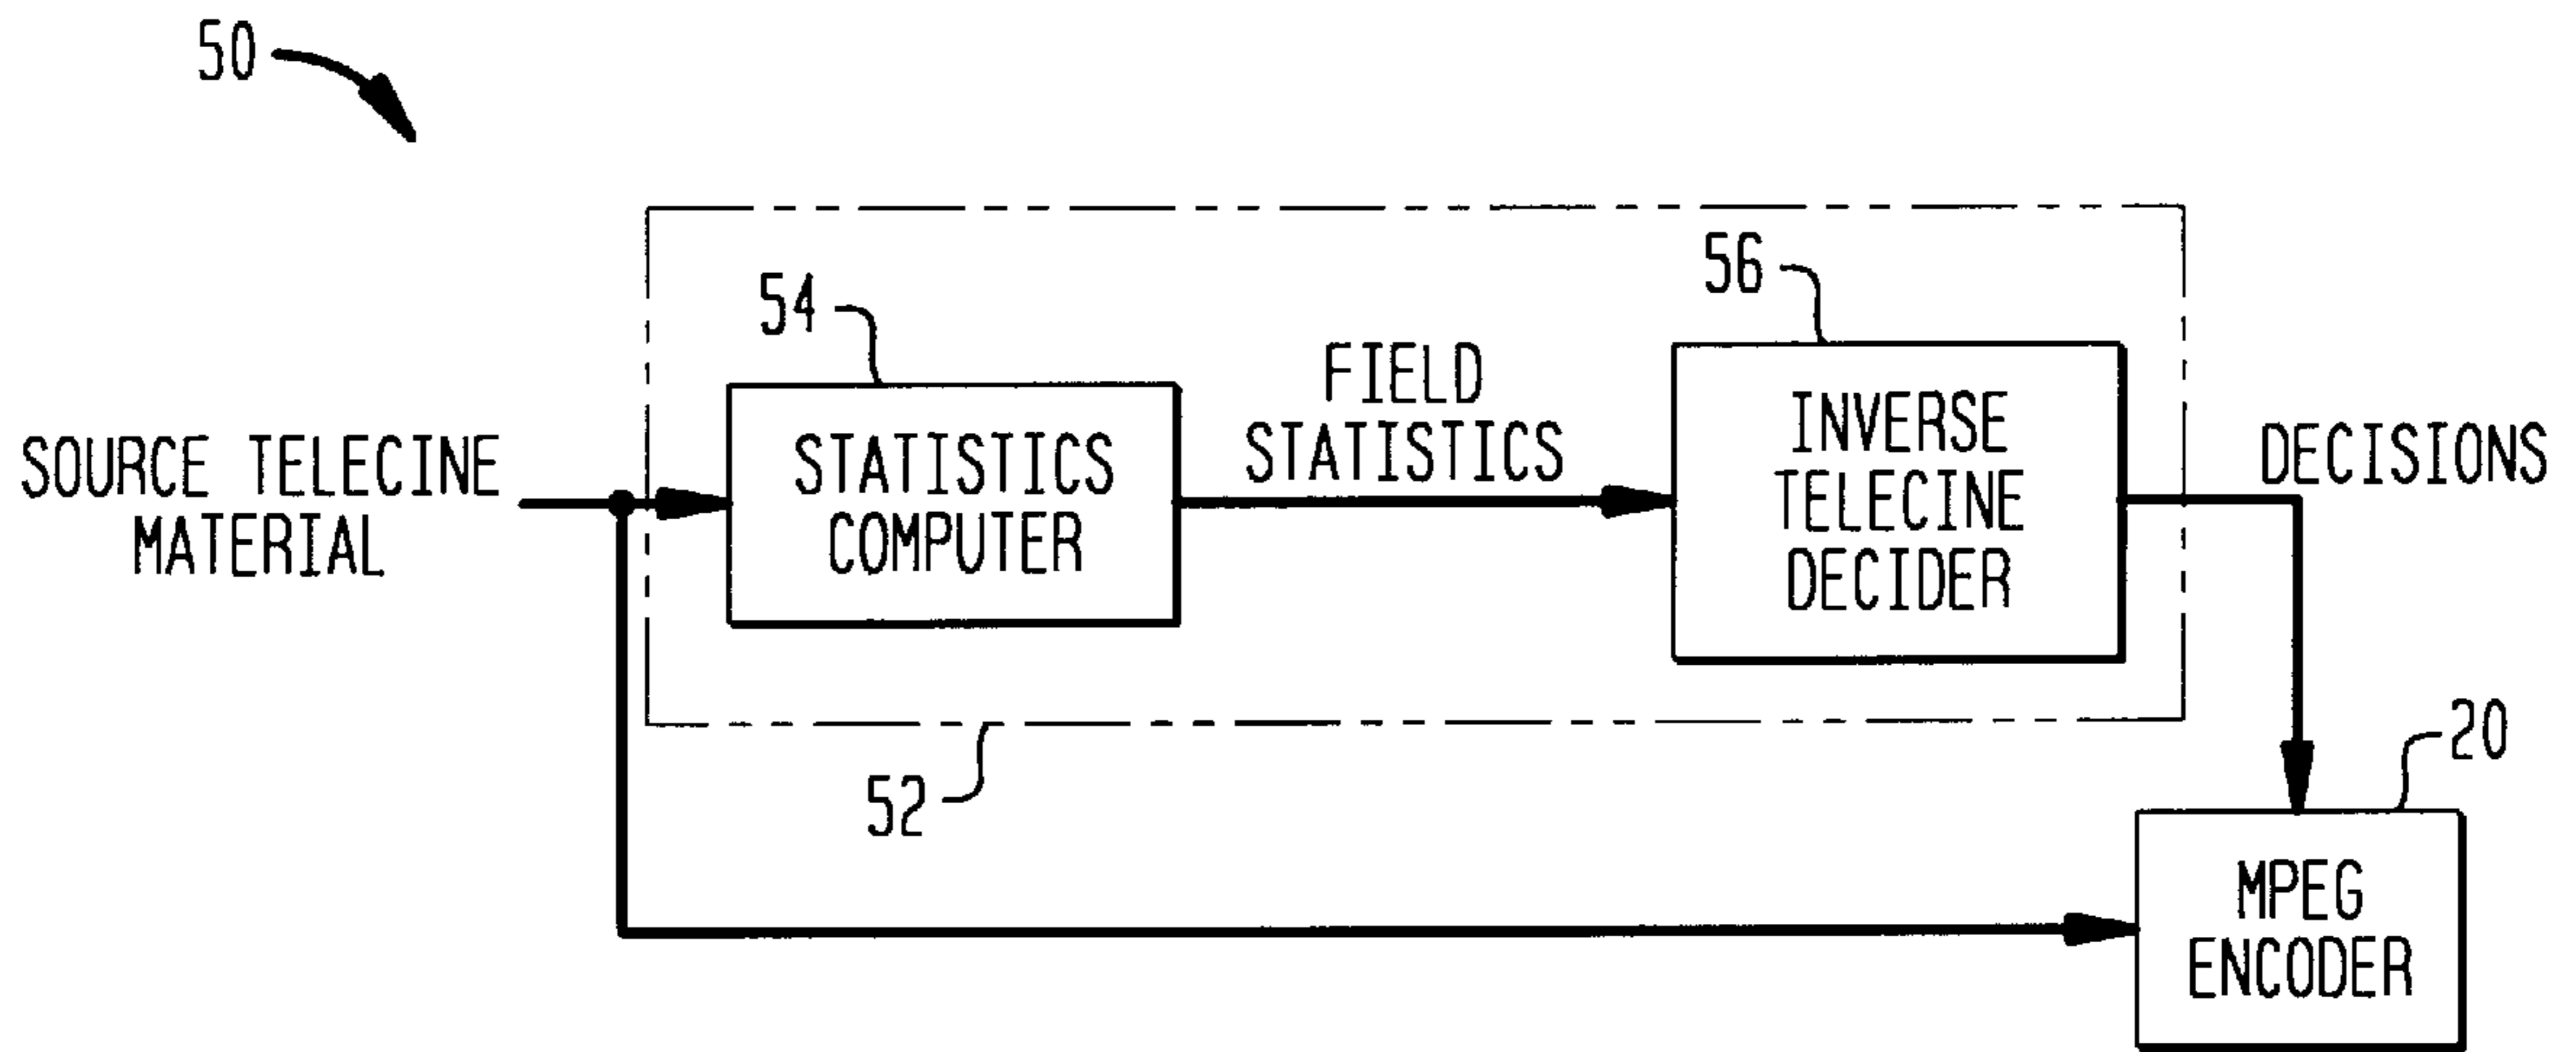 50
56
54
FIELD
STATISTICS
INVERSE
TELECINE
DECIDER
STATISTICS
COMPUTER
SOURCE TELECINE
MATERIAL
DECISIONS
52
20
MPEG
ENCODER